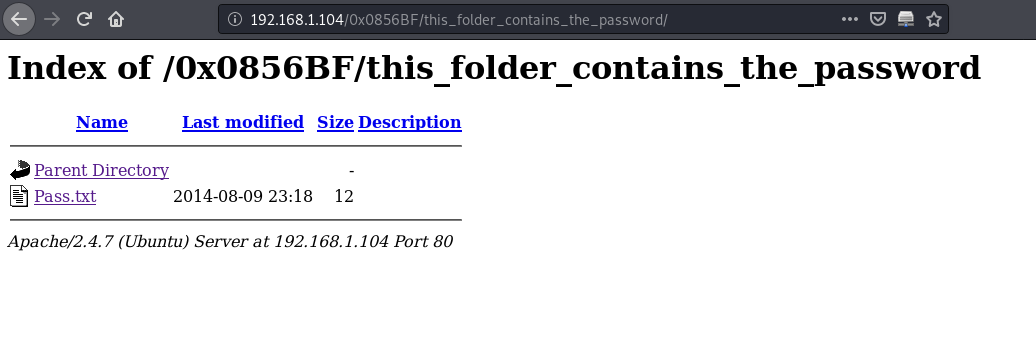 192.168.1.104/0x0856BF/this_folder_contains_the_password/
Index of /0x0856BF/this_folder_contains_the_password
Name Last modified Size Description
Parent Directory -
Pass.txt 2014-08-09 23:18 12
Apache/2.4.7 (Ubuntu) Server at 192.168.1.104 Port 80